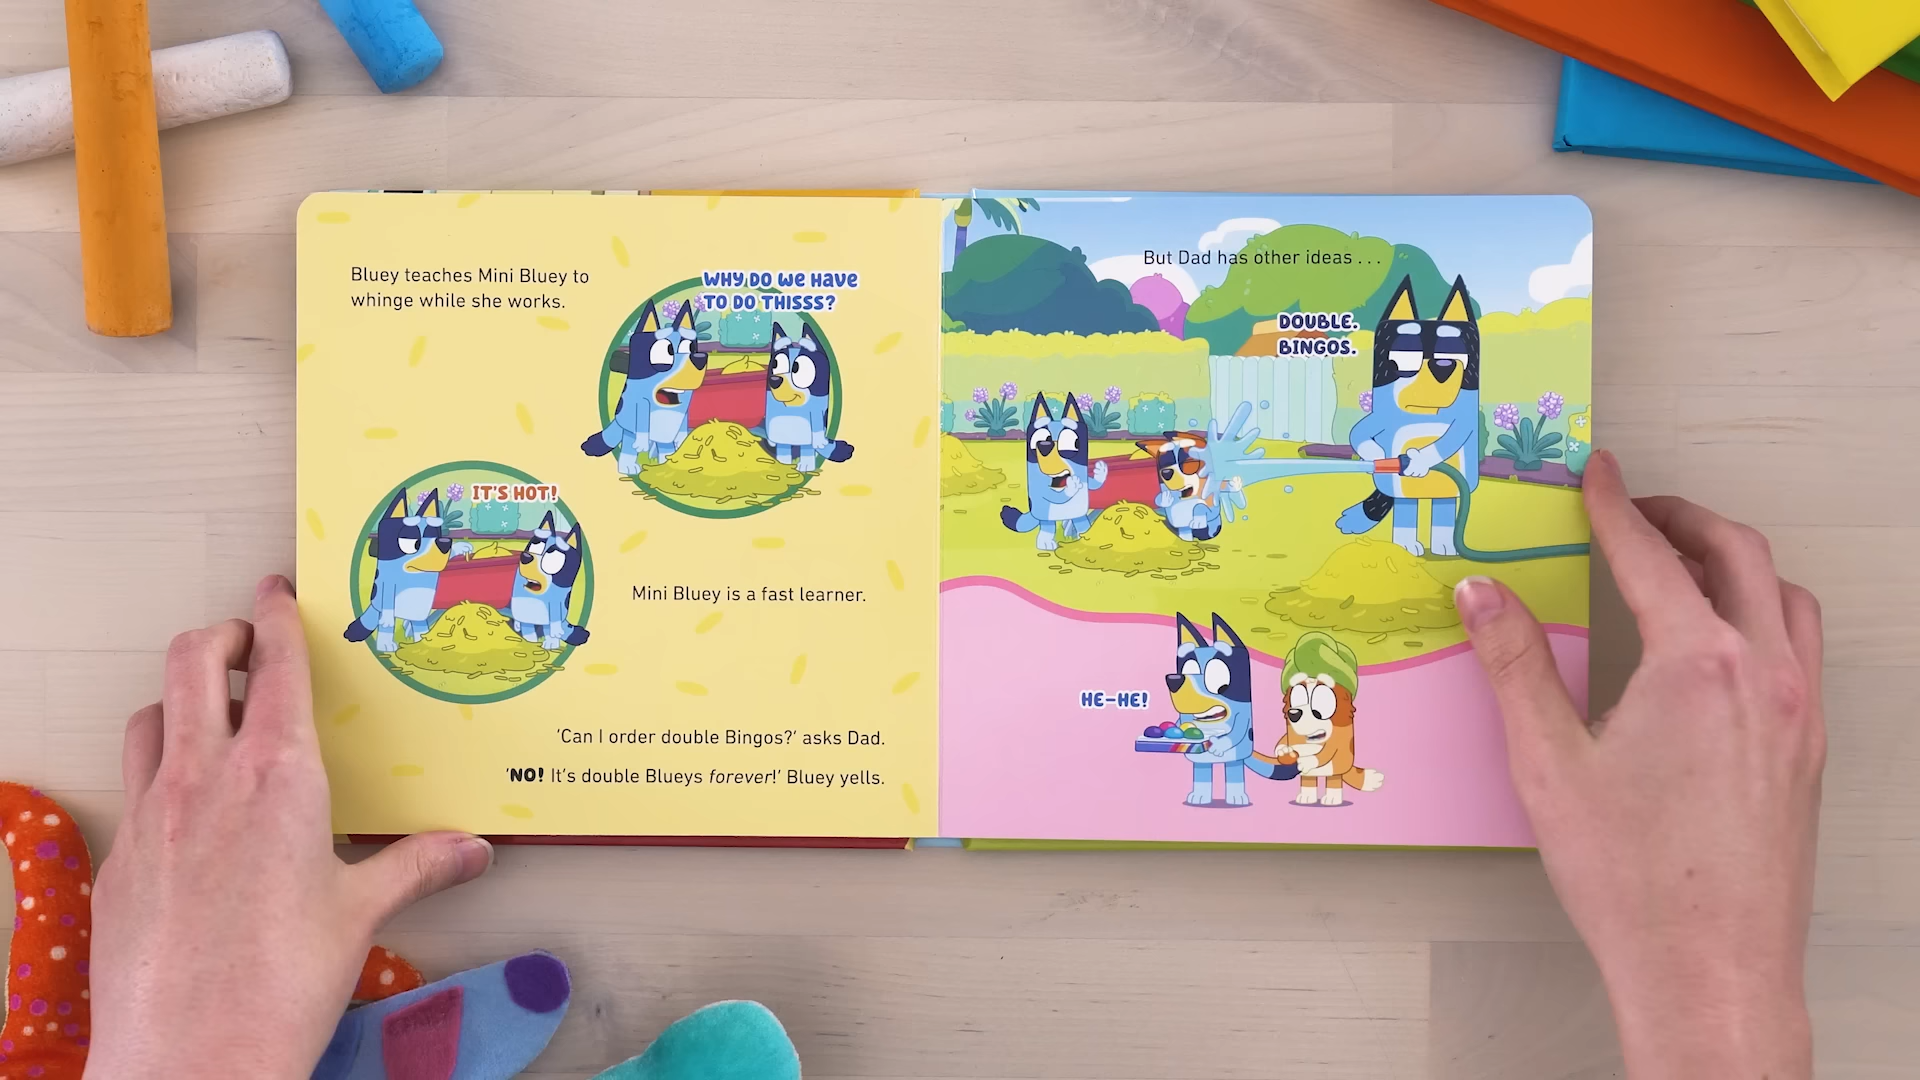 Bluey teaches Mini Bluey to
whinge while she works.
WHY DO WE HAVE
TO DO THISSS?
IT'S HOT!
Mini Bluey is a fast learner.
'Can I order double Bingos?' asks Dad.
'NO! It's double Blueys forever!' Bluey yells.
But Dad has other ideas . . .
DOUBLE.
BINGOS.
HE-HE!